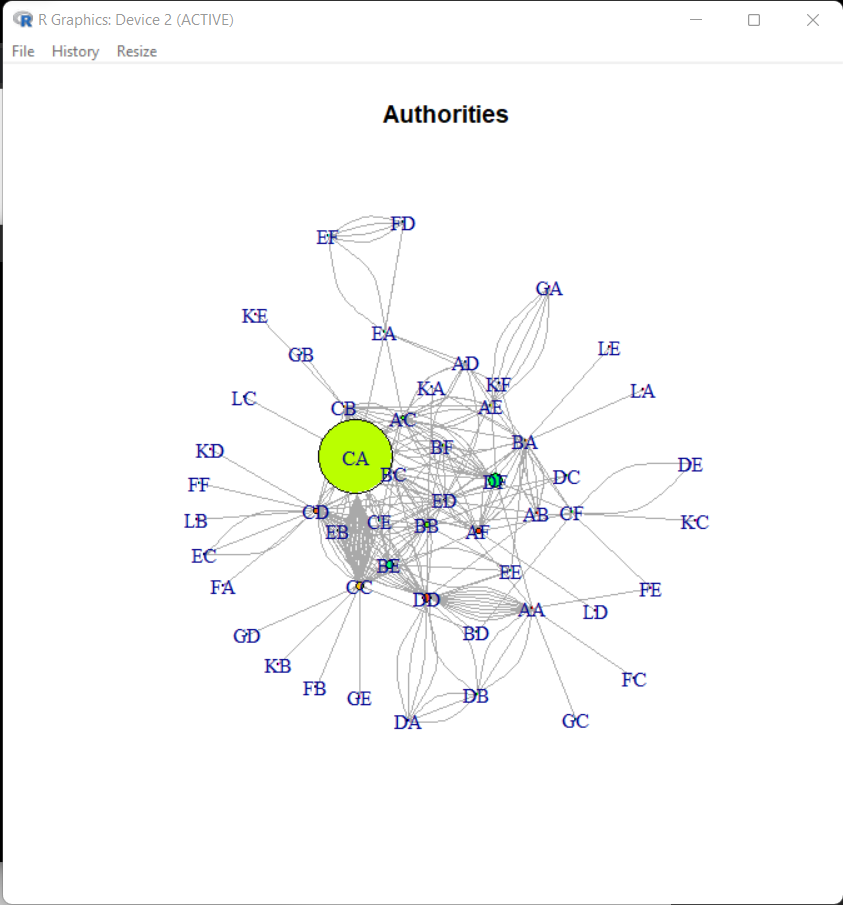 R Graphics: Device 2 (ACTIVE)
File History Resize
Authorities
FD
EF
GA
KE
EA
LE
GB
AD
KA
KF
LA
LC
CB
AE
AC
BA
KD
BF
CA
DE
BC
DC
FF
DF
ED
CD
AB
CF
LB
CE
KC
EB
BB
AF
EC
BE
EE
FA
CC
FE
DD
AA
LD
GD
BD
KB
FC
FB
DB
GE
DA
GC